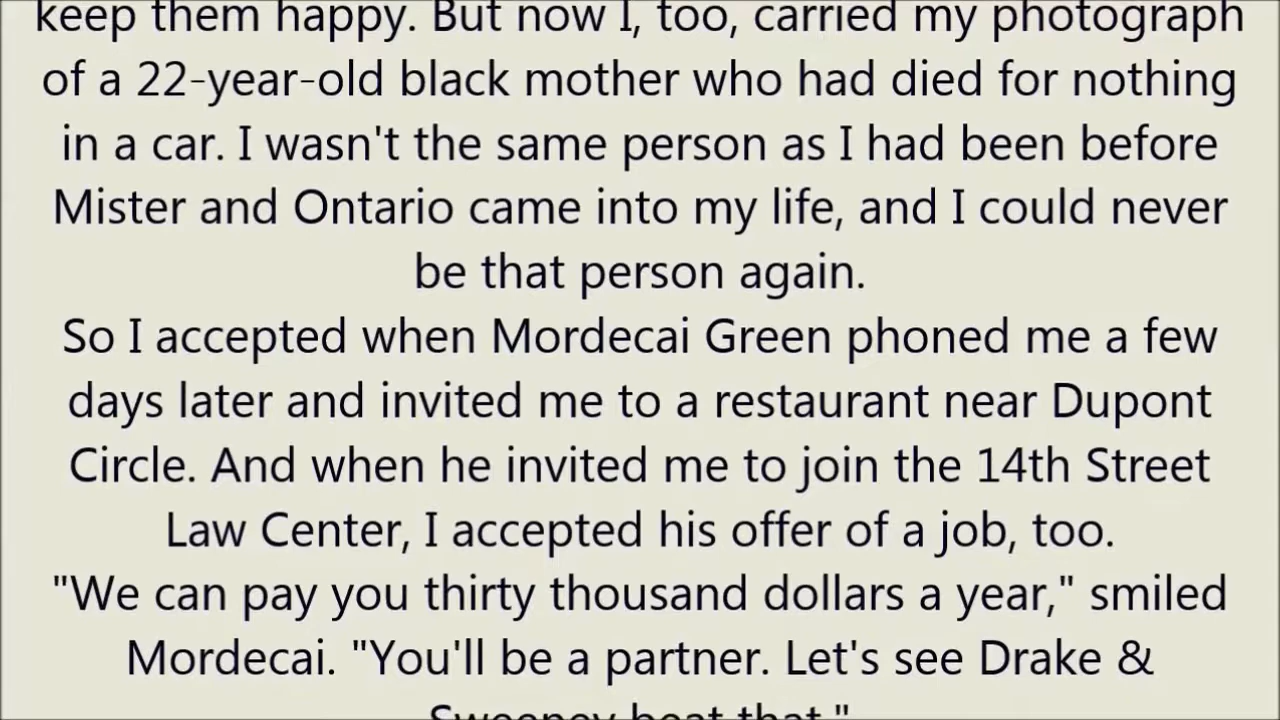 keep them happy. But now I, too, carried my photograph
of a 22-year-old black mother who had died for nothing
in a car. I wasn't the same person as I had been before
Mister and Ontario came into my life, and I could never
be that person again.
So I accepted when Mordecai Green phoned me a few
days later and invited me to a restaurant near Dupont
Circle. And when he invited me to join the 14th Street
Law Center, I accepted his offer of a job, too.
"We can pay you thirty thousand dollars a year," smiled
Mordecai. "You'll be a partner. Let's see Drake &
Sweeney beat that."